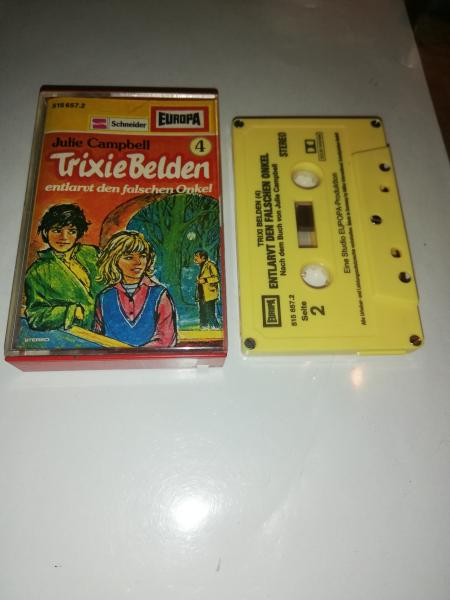 515 657.2
Schneider
EUROPA
Julie Campbell
4
Trixie Belden
entlarvt den falschen Onkel
STEREO
EUROPA
515 657.2
TRIXI BELDEN (4)
ENTLARVT DEN FALSCHEN ONKEL
Nach dem Buch von Julie Campbell
STEREO
Seite
2
Eine Studio EUROPA-Produktion